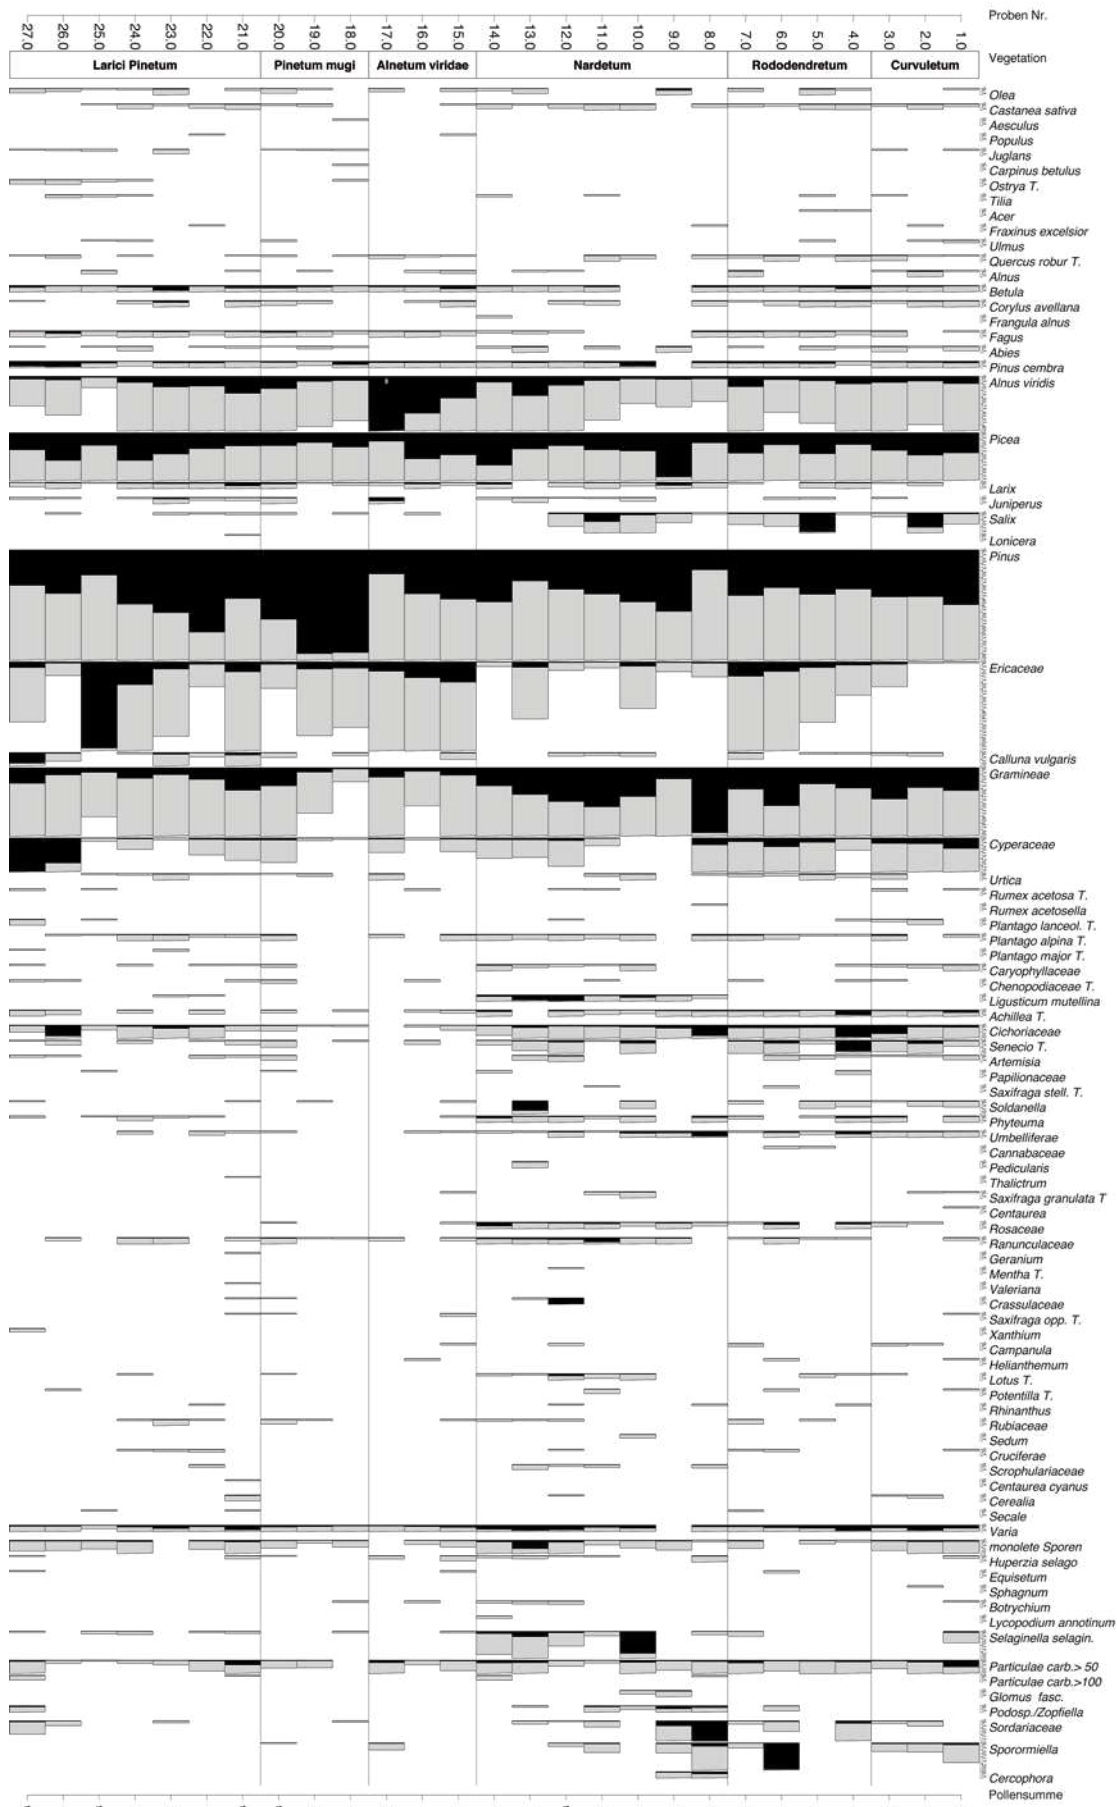 Proben Nr.
27.0 26.0 25.0 24.0 23.0 22.0 21.0 20.0 19.0 18.0 17.0 16.0 15.0 14.0 13.0 12.0 11.0 10.0 9.0 8.0 7.0 6.0 5.0 4.0 3.0 2.0 1.0
Vegetation
Larici Pinetum Pinetum mugi Alnetum viridae Nardetum Rododendretum Curvuletum
Olea
Castanea sativa
Aesculus
Populus
Juglans
Carpinus betulus
Ostrya T.
Tilia
Acer
Fraxinus excelsior
Ulmus
Quercus robur T.
Alnus
Betula
Corylus avellana
Frangula alnus
Fagus
Abies
Pinus cembra
Alnus viridis
Picea
Larix
Juniperus
Salix
Lonicera
Pinus
Ericaceae
Calluna vulgaris
Gramineae
Cyperaceae
Urtica
Rumex acetosa T.
Rumex acetosella
Plantago lanceol. T.
Plantago alpina T.
Plantago major T.
Caryophyllaceae
Chenopodiaceae T.
Ligusticum mutellina
Achillea T.
Cichoriaceae
Senecio T.
Artemisia
Papilionaceae
Saxifraga stell. T.
Soldanella
Phyteuma
Umbelliferae
Cannabaceae
Pedicularis
Thalictrum
Saxifraga granulata T
Centaurea
Rosaceae
Ranunculaceae
Geranium
Mentha T.
Valeriana
Crassulaceae
Saxifraga opp. T.
Xanthium
Campanula
Helianthemum
Lotus T.
Potentilla T.
Rhinanthus
Rubiaceae
Sedum
Cruciferae
Scrophulariaceae
Centaurea cyanus
Cerealia
Secale
Varia
monolete Sporen
Huperzia selago
Equisetum
Sphagnum
Botrychium
Lycopodium annotinum
Selaginella selagin.
Particulae carb.> 50
Particulae carb.>100
Glomus fasc.
Podosp./Zopfiella
Sordariaceae
Sporormiella
Cercophora
Pollensumme